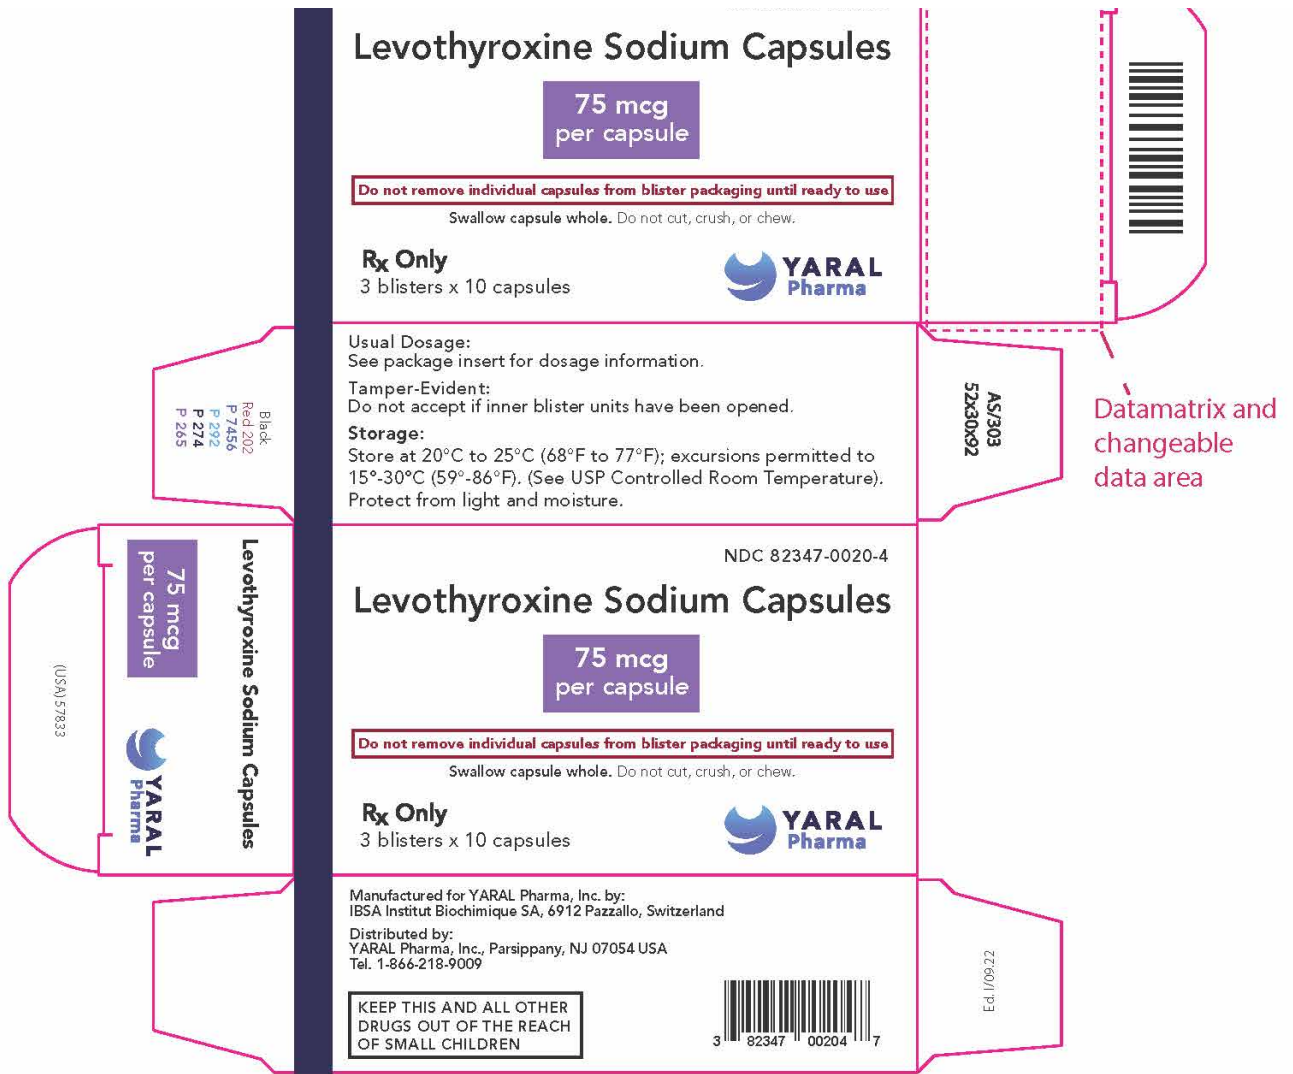 Levothyroxine Sodium Capsules
75 mcg
per capsule
Do not remove individual capsules from blister packaging until ready to use
Swallow capsule whole. Do not cut, crush, or chew.
Rx Only
3 blisters x 10 capsules
YARAL
Pharma
Usual Dosage:
See package insert for dosage information.
Tamper-Evident:
Do not accept if inner blister units have been opened.
Storage:
Store at 20°C to 25°C (68°F to 77°F); excursions permitted to
15°-30°C (59°-86°F). (See USP Controlled Room Temperature).
Protect from light and moisture.
Black
Red 202
P 7456
P 292
P 274
P 265
AS/303
52x30x92
Datamatrix and
changeable
data area
NDC 82347-0020-4
Levothyroxine Sodium Capsules
75 mcg
per capsule
Do not remove individual capsules from blister packaging until ready to use
Swallow capsule whole. Do not cut, crush, or chew.
Rx Only
3 blisters x 10 capsules
YARAL
Pharma
Levothyroxine Sodium Capsules
75 mcg
per capsule
YARAL
Pharma
(USA) 57833
Manufactured for YARAL Pharma, Inc. by:
IBSA Institut Biochimique SA, 6912 Pazzallo, Switzerland
Distributed by:
YARAL Pharma, Inc., Parsippany, NJ 07054 USA
Tel. 1-866-218-9009
KEEP THIS AND ALL OTHER
DRUGS OUT OF THE REACH
OF SMALL CHILDREN
3 82347 00204 7
Ed. I/09.22